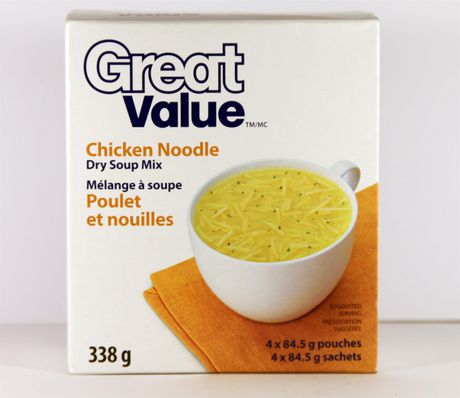 Great
Value
TM/MC
Chicken Noodle
Dry Soup Mix
Mélange à soupe
Poulet
et nouilles
SUGGESTED
SERVING
PRÉSENTATION
SUGGÉRÉE
338 g
4 x 84.5 g pouches
4 x 84.5 g sachets